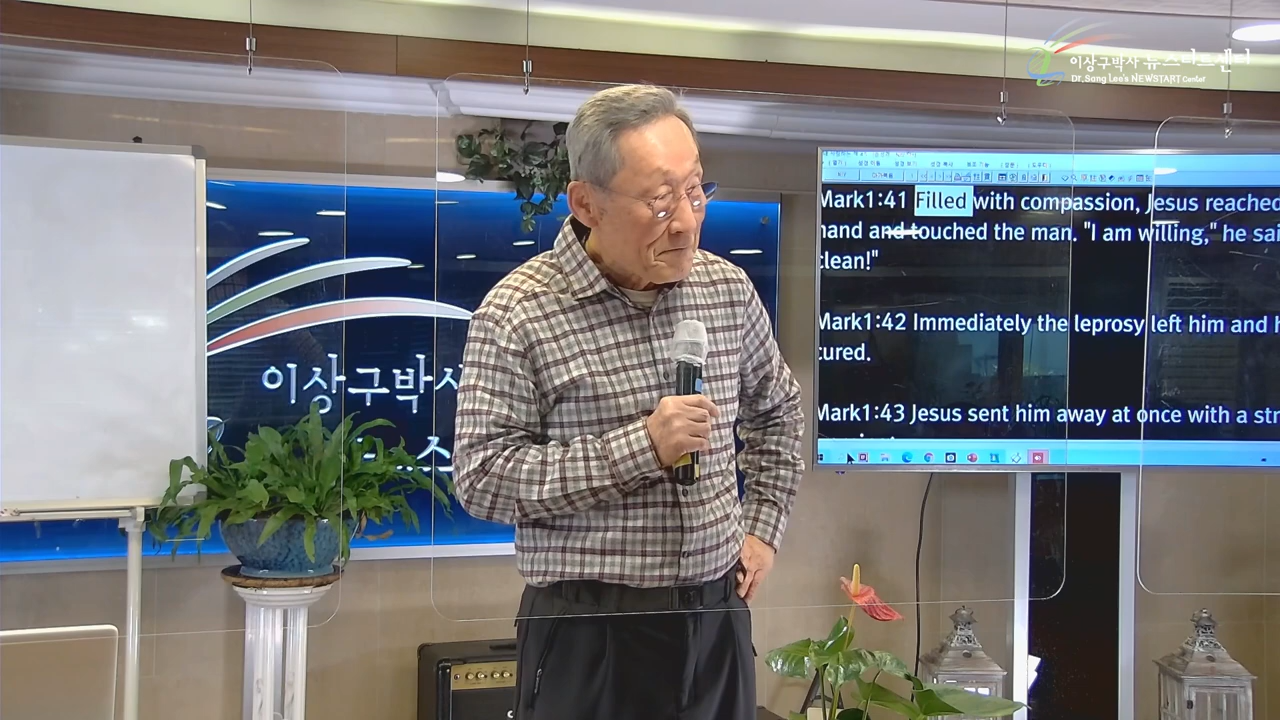 이상구박사 뉴스타트센터
Dr. Sang Lee's NEWSTART Center
이상구박사
스
Mark1:41 Filled with compassion, Jesus reached
hand and touched the man. "I am willing," he sai
clean!"
Mark1:42 Immediately the leprosy left him and h
cured.
Mark1:43 Jesus sent him away at once with a str